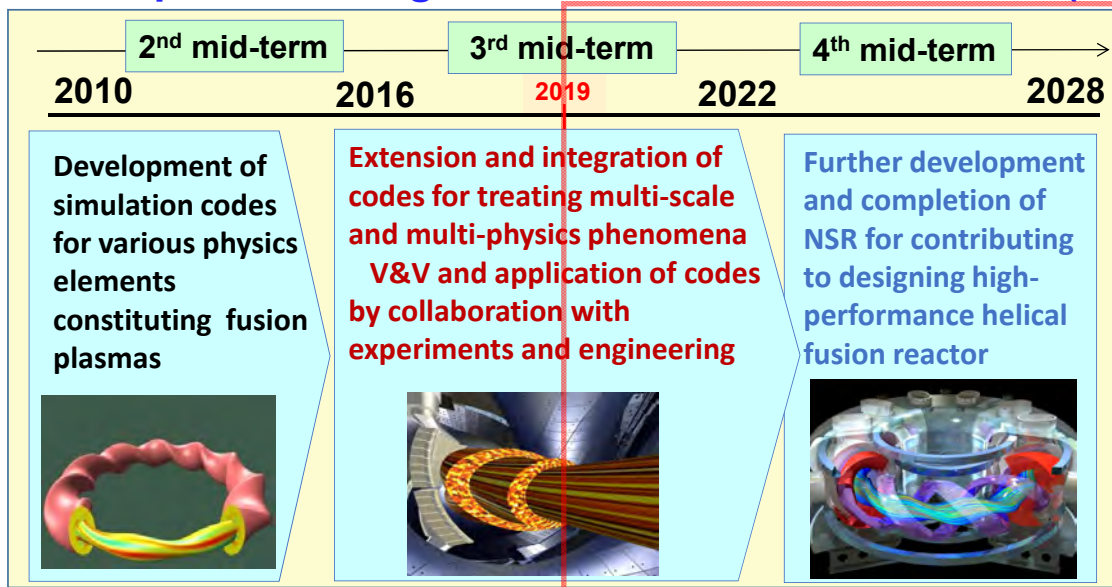 2nd mid-term
3rd mid-term
4th mid-term
2010
2016
2019
2022
2028
Development of
simulation codes
for various physics
elements
constituting fusion
plasmas
Extension and integration of
codes for treating multi-scale
and multi-physics phenomena
V&V and application of codes
by collaboration with
experiments and engineering
Further development
and completion of
NSR for contributing
to designing high-
performance helical
fusion reactor